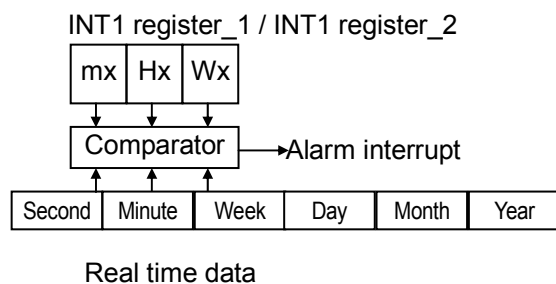 INT1 register_1 / INT1 register_2
mx Hx Wx
Comparator
Alarm interrupt
Second Minute Week Day Month Year
Real time data